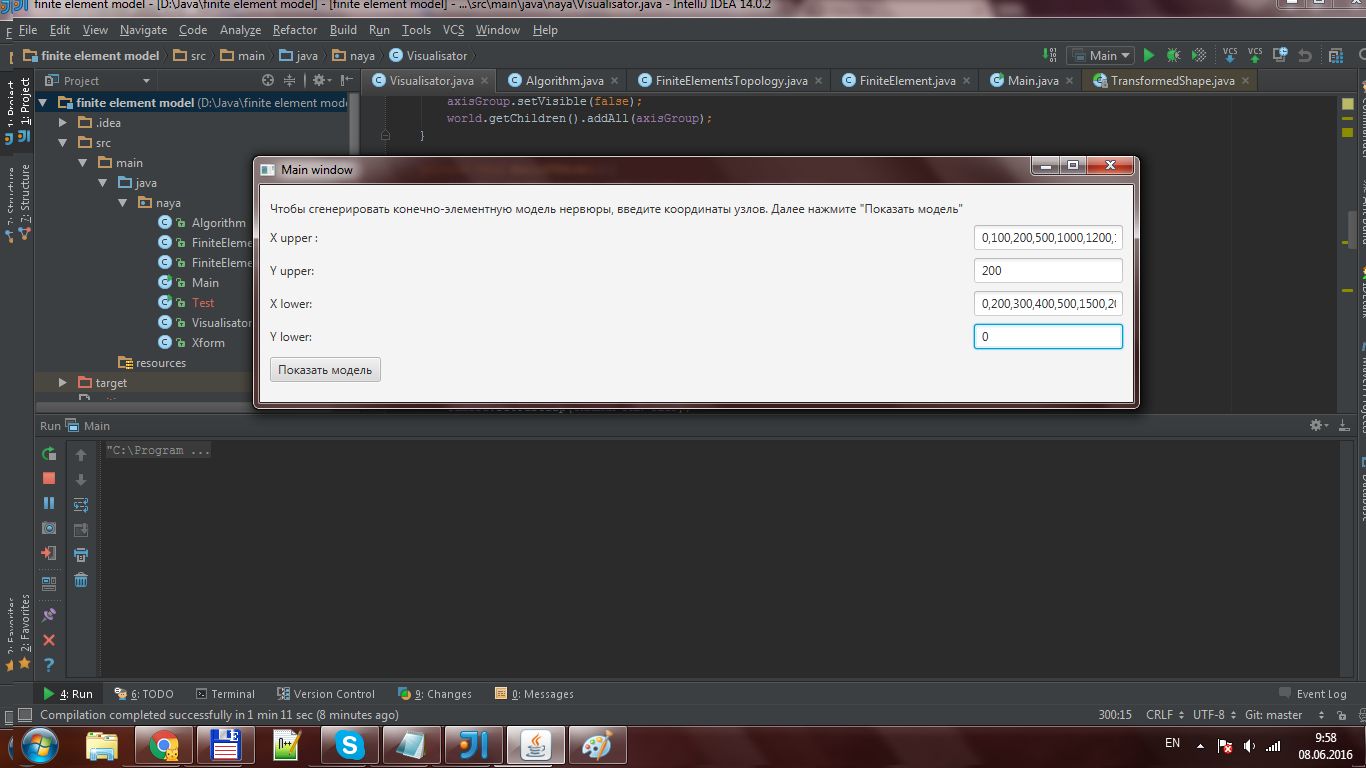 finite element model - [D:\Java\finite element model] - [finite element model] - ...\src\main\java\naya\Visualisator.java - IntelliJ IDEA 14.0.2
File Edit View Navigate Code Analyze Refactor Build Run Tools VCS Window Help
finite element model src main java naya Visualisator Main VCS VCS
Project Visualisator.java Algorithm.java FiniteElementsTopology.java FiniteElement.java Main.java TransformedShape.java
1: Project
7: Structure
2: Favorites
finite element model (D:\Java\finite element mode
.idea
src
main
java
naya
Algorithm
FiniteEleme
FiniteEleme
Main
Test
Visualisator
Xform
resources
target
axisGroup.setVisible(false);
world.getChildren().addAll(axisGroup);
}
Main window
Чтобы сгенерировать конечно-элементную модель нервюры, введите координаты узлов. Далее нажмите "Показать модель"
X upper : 0,100,200,500,1000,1200,
Y upper: 200
X lower: 0,200,300,400,500,1500,20
Y lower: 0
Показать модель
Run Main
"C:\Program ...
4: Run 6: TODO Terminal Version Control 9: Changes 0: Messages Event Log
Compilation completed successfully in 1 min 11 sec (8 minutes ago) 300:15 CRLF UTF-8 Git: master
EN 9:58
08.06.2016